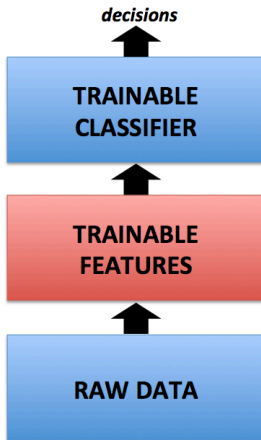 decisions
TRAINABLE
CLASSIFIER
TRAINABLE
FEATURES
RAW DATA